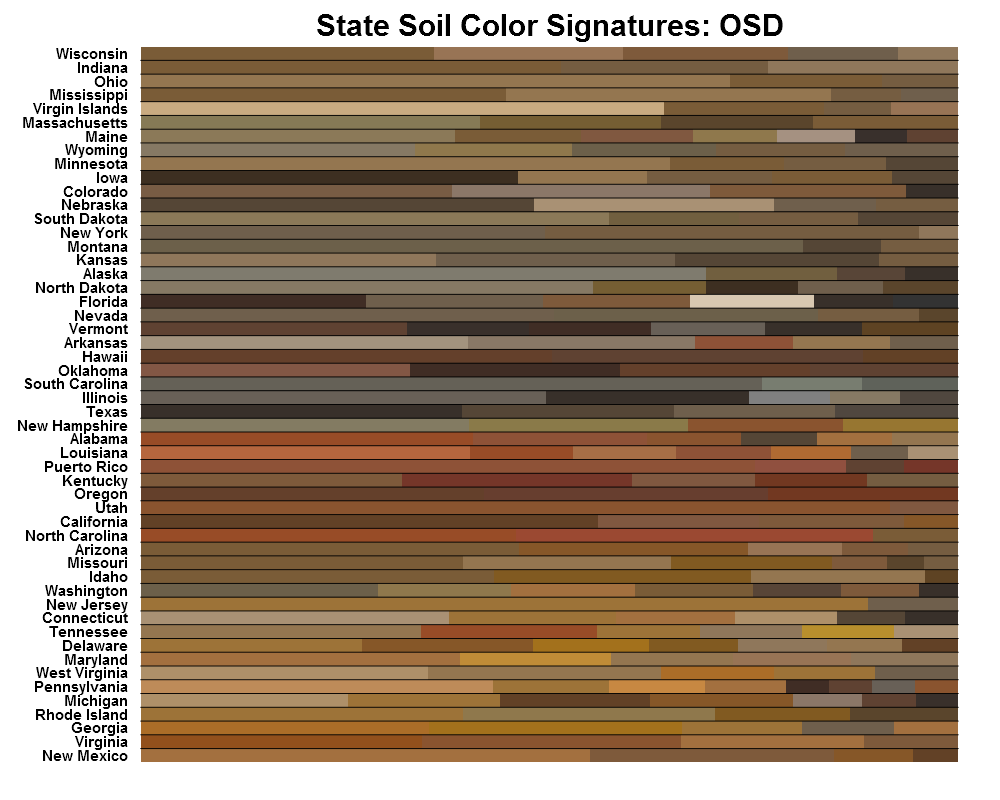 State Soil Color Signatures: OSD
Wisconsin
Indiana
Ohio
Mississippi
Virgin Islands
Massachusetts
Maine
Wyoming
Minnesota
Iowa
Colorado
Nebraska
South Dakota
New York
Montana
Kansas
Alaska
North Dakota
Florida
Nevada
Vermont
Arkansas
Hawaii
Oklahoma
South Carolina
Illinois
Texas
New Hampshire
Alabama
Louisiana
Puerto Rico
Kentucky
Oregon
Utah
California
North Carolina
Arizona
Missouri
Idaho
Washington
New Jersey
Connecticut
Tennessee
Delaware
Maryland
West Virginia
Pennsylvania
Michigan
Rhode Island
Georgia
Virginia
New Mexico